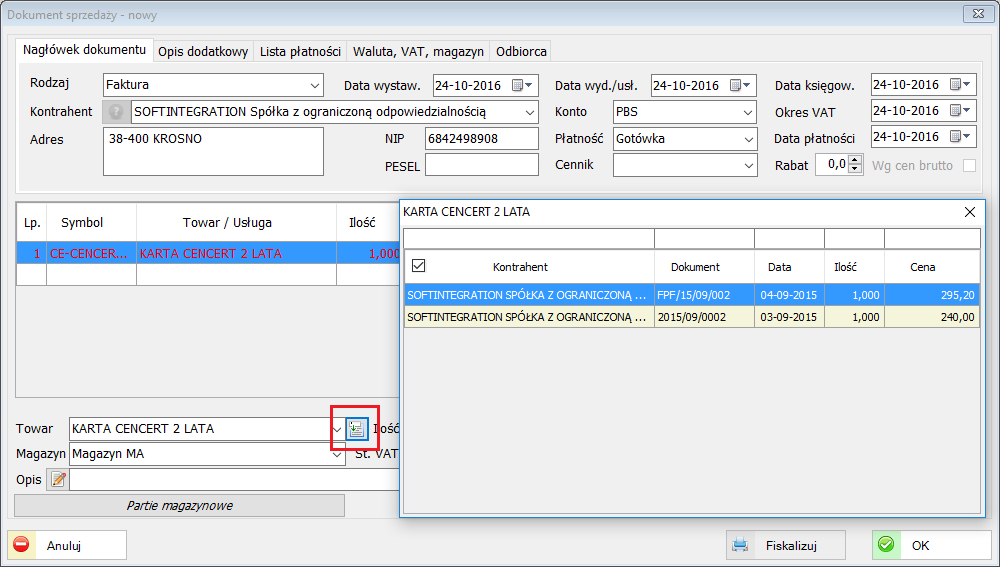 Dokument sprzedaży - nowy
Nagłówek dokumentu Opis dodatkowy Lista płatności Waluta, VAT, magazyn Odbiorca
Rodzaj Faktura Data wystaw. 24-10-2016 Data wyd./usł. 24-10-2016 Data księgow. 24-10-2016
Kontrahent ? SOFTINTEGRATION Spółka z ograniczoną odpowiedzialnością Konto PBS Okres VAT 24-10-2016
Adres 38-400 KROSNO NIP 6842498908 Płatność Gotówka Data płatności 24-10-2016
PESEL Cennik Rabat 0,0 Wg cen brutto
Lp. Symbol Towar / Usługa Ilość
1 CE-CENCER... KARTA CENCERT 2 LATA 1,000
KARTA CENCERT 2 LATA
Kontrahent Dokument Data Ilość Cena
SOFTINTEGRATION SPÓŁKA Z OGRANICZONĄ ... FPF/15/09/002 04-09-2015 1,000 295,20
SOFTINTEGRATION SPÓŁKA Z OGRANICZONĄ ... 2015/09/0002 03-09-2015 1,000 240,00
Towar KARTA CENCERT 2 LATA Ilość
Magazyn Magazyn MA St. VAT
Opis
Partie magazynowe
Anuluj Fiskalizuj OK